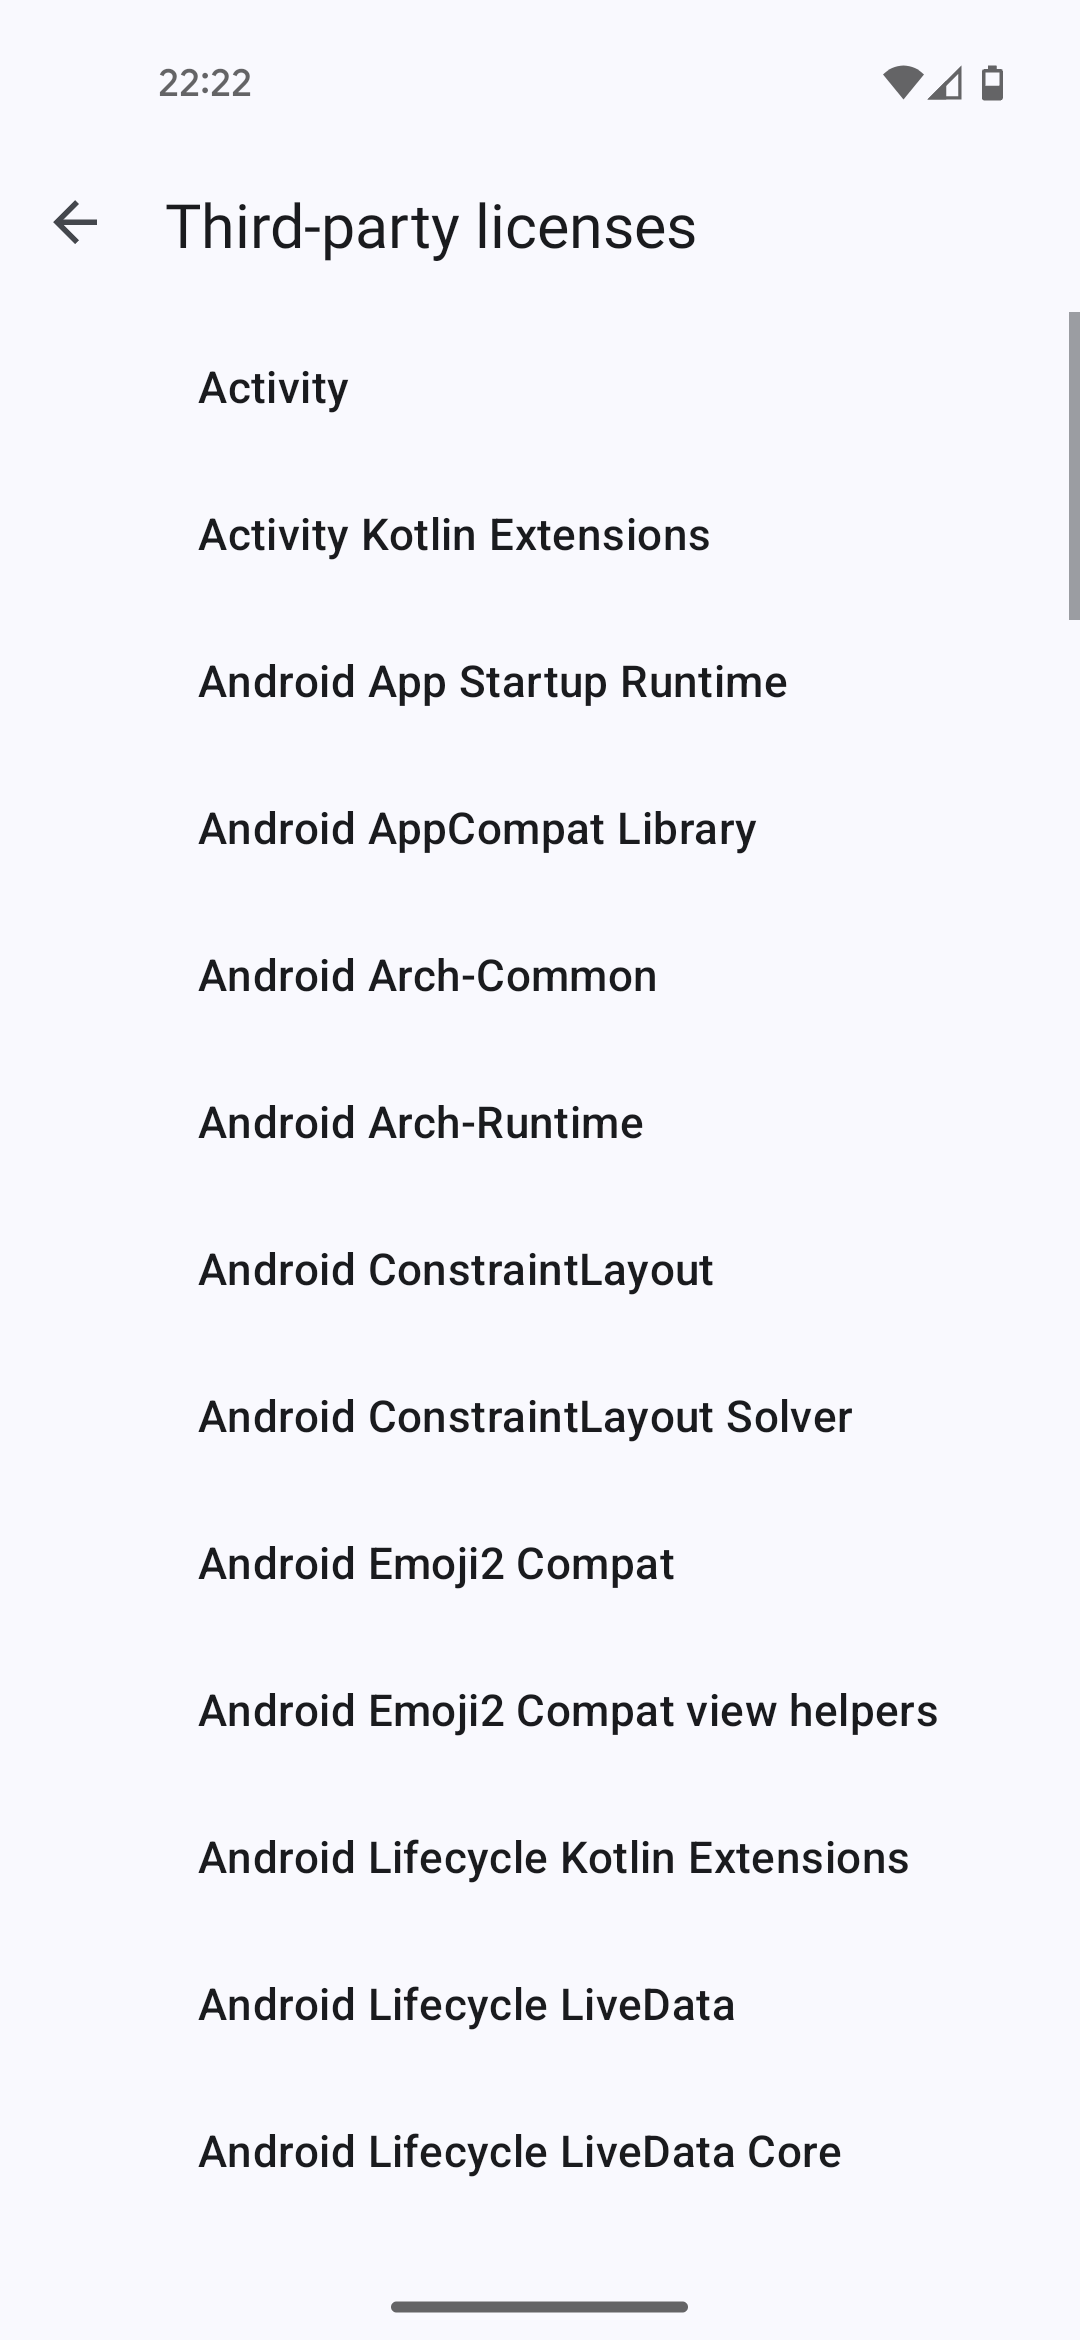 22:22
Third-party licenses
Activity
Activity Kotlin Extensions
Android App Startup Runtime
Android AppCompat Library
Android Arch-Common
Android Arch-Runtime
Android ConstraintLayout
Android ConstraintLayout Solver
Android Emoji2 Compat
Android Emoji2 Compat view helpers
Android Lifecycle Kotlin Extensions
Android Lifecycle LiveData
Android Lifecycle LiveData Core